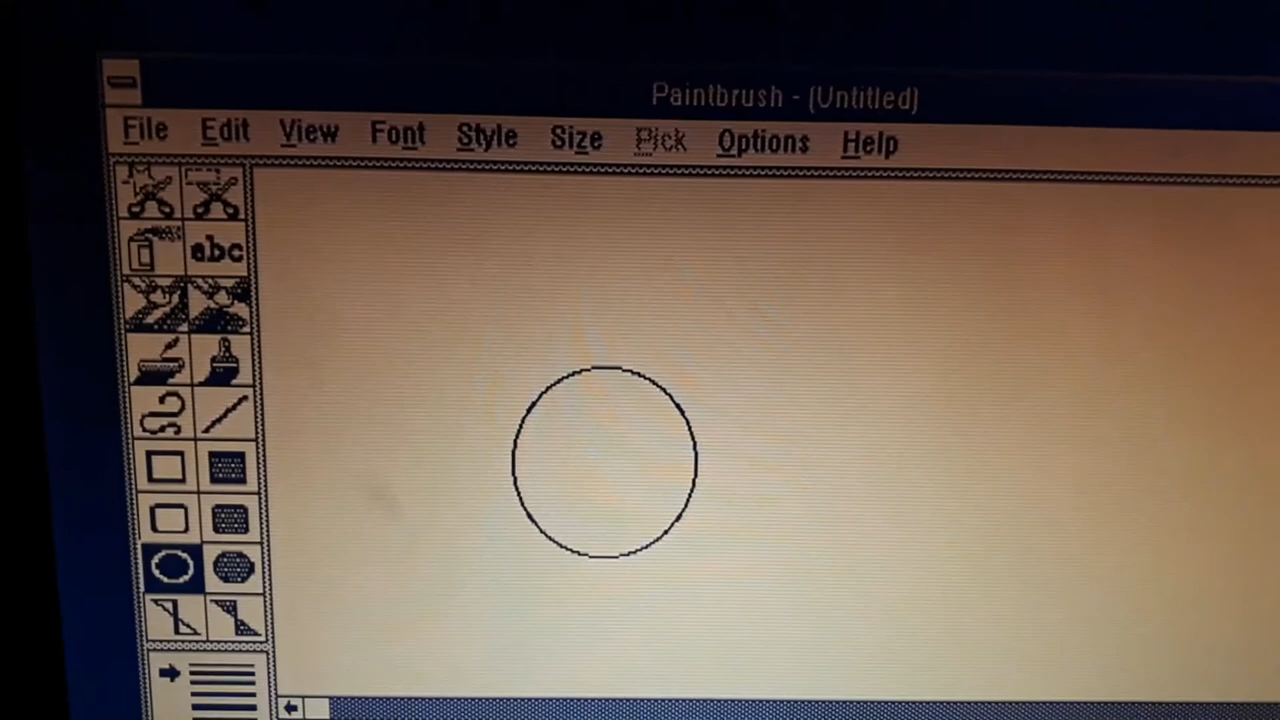 Paintbrush - (Untitled)
File Edit View Font Style Size Pick Options Help
abc